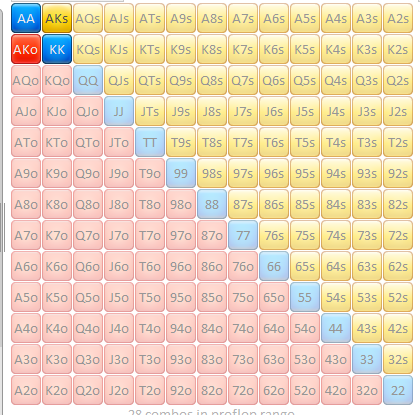 AA AKs AQs AJs ATs A9s A8s A7s A6s A5s A4s A3s A2s
AKo KK KQs KJs KTs K9s K8s K7s K6s K5s K4s K3s K2s
AQo KQo QQ QJs QTs Q9s Q8s Q7s Q6s Q5s Q4s Q3s Q2s
AJo KJo QJo JJ JTs J9s J8s J7s J6s J5s J4s J3s J2s
ATo KTo QTo JTo TT T9s T8s T7s T6s T5s T4s T3s T2s
A9o K9o Q9o J9o T9o 99 98s 97s 96s 95s 94s 93s 92s
A8o K8o Q8o J8o T8o 98o 88 87s 86s 85s 84s 83s 82s
A7o K7o Q7o J7o T7o 97o 87o 77 76s 75s 74s 73s 72s
A6o K6o Q6o J6o T6o 96o 86o 76o 66 65s 64s 63s 62s
A5o K5o Q5o J5o T5o 95o 85o 75o 65o 55 54s 53s 52s
A4o K4o Q4o J4o T4o 94o 84o 74o 64o 54o 44 43s 42s
A3o K3o Q3o J3o T3o 93o 83o 73o 63o 53o 43o 33 32s
A2o K2o Q2o J2o T2o 92o 82o 72o 62o 52o 42o 32o 22
28 combos in preflop range